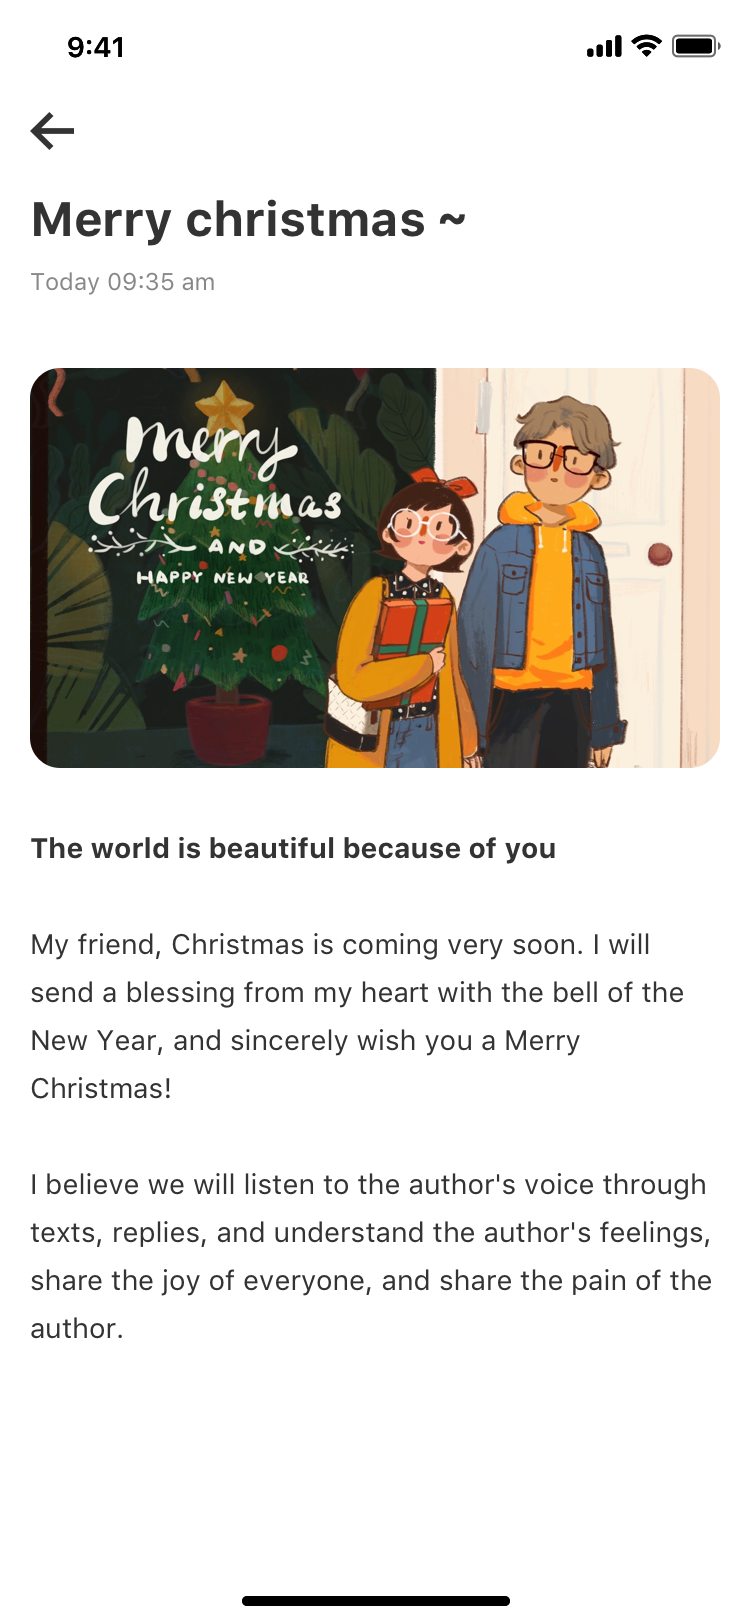 9:41
Merry christmas ~
Today 09:35 am
Merry
Christmas
AND
HAPPY NEW YEAR
The world is beautiful because of you
My friend, Christmas is coming very soon. I will
send a blessing from my heart with the bell of the
New Year, and sincerely wish you a Merry
Christmas!
I believe we will listen to the author's voice through
texts, replies, and understand the author's feelings,
share the joy of everyone, and share the pain of the
author.